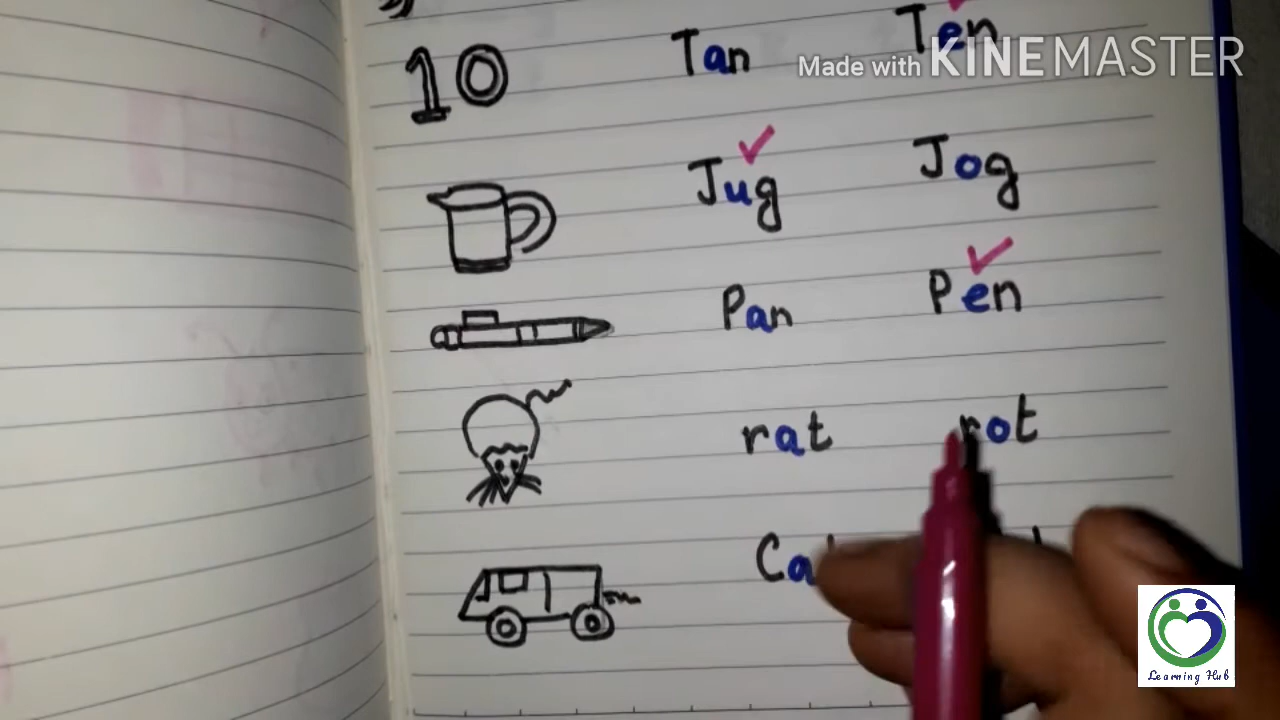 10 Tan Ten
Made with KINEMASTER
Jug Jog
Pan Pen
rat rot
Learning Hub